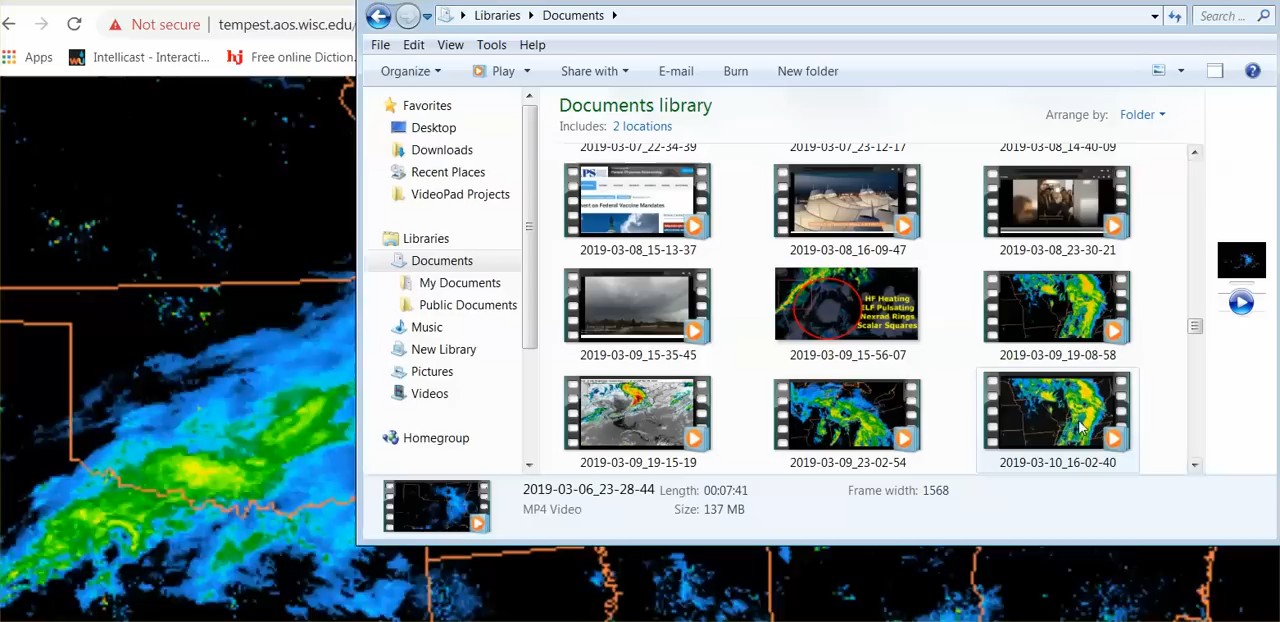 Not secure | tempest.aos.wisc.edu/
Apps Intellicast - Interacti... hj Free online Diction
Libraries Documents
Search ...
File Edit View Tools Help
Organize Play Share with E-mail Burn New folder
Favorites
Desktop
Downloads
Recent Places
VideoPad Projects
Libraries
Documents
My Documents
Public Documents
Music
New Library
Pictures
Videos
Homegroup
Documents library
Includes: 2 locations
Arrange by: Folder
2019-03-07_22-34-39 2019-03-07_23-12-17 2019-03-08_14-40-09
PS
ent on Federal Vaccine Mandates
2019-03-08_15-13-37 2019-03-08_16-09-47 2019-03-08_23-30-21
HF Heating
ELF Pulsating
Nexrad Rings
Scalar Squares
2019-03-09_15-35-45 2019-03-09_15-56-07 2019-03-09_19-08-58
2019-03-09_19-15-19 2019-03-09_23-02-54 2019-03-10_16-02-40
2019-03-06_23-28-44 Length: 00:07:41 Frame width: 1568
MP4 Video Size: 137 MB